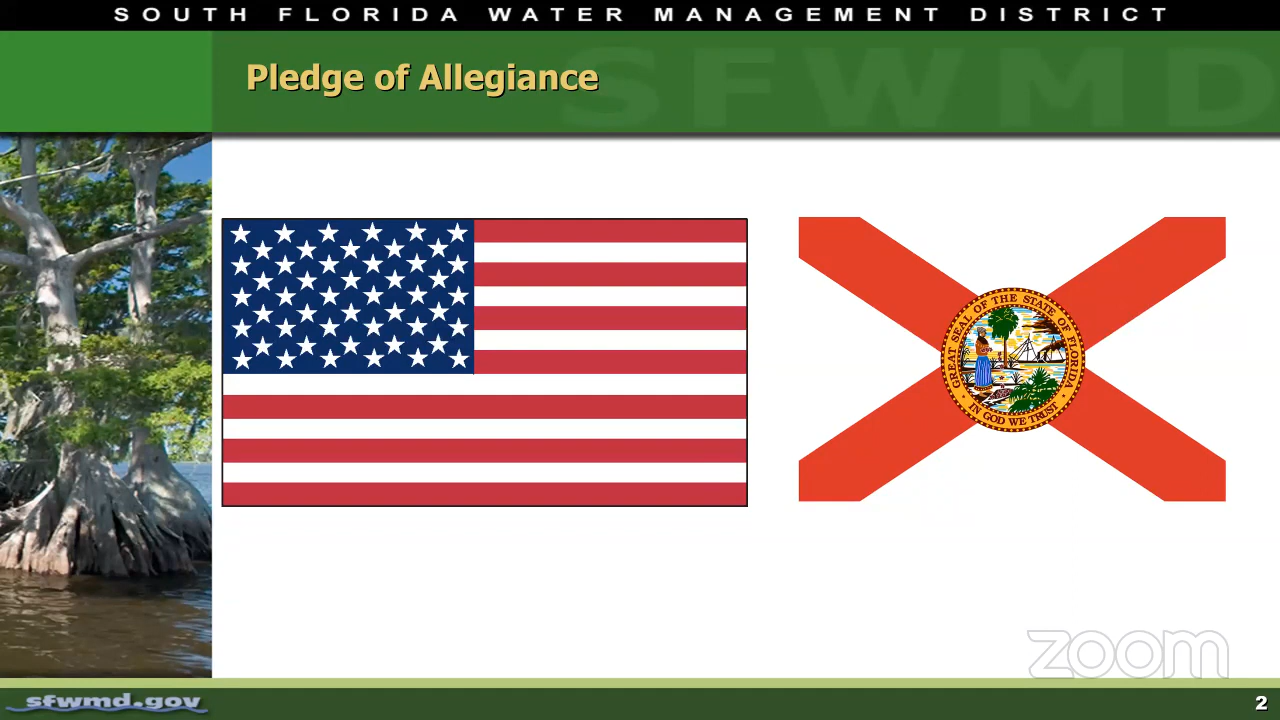 SOUTH FLORIDA WATER MANAGEMENT DISTRICT
Pledge of Allegiance
SFWMD
GREAT SEAL OF THE STATE OF FLORIDA
IN GOD WE TRUST
zoom
sfwmd.gov
2